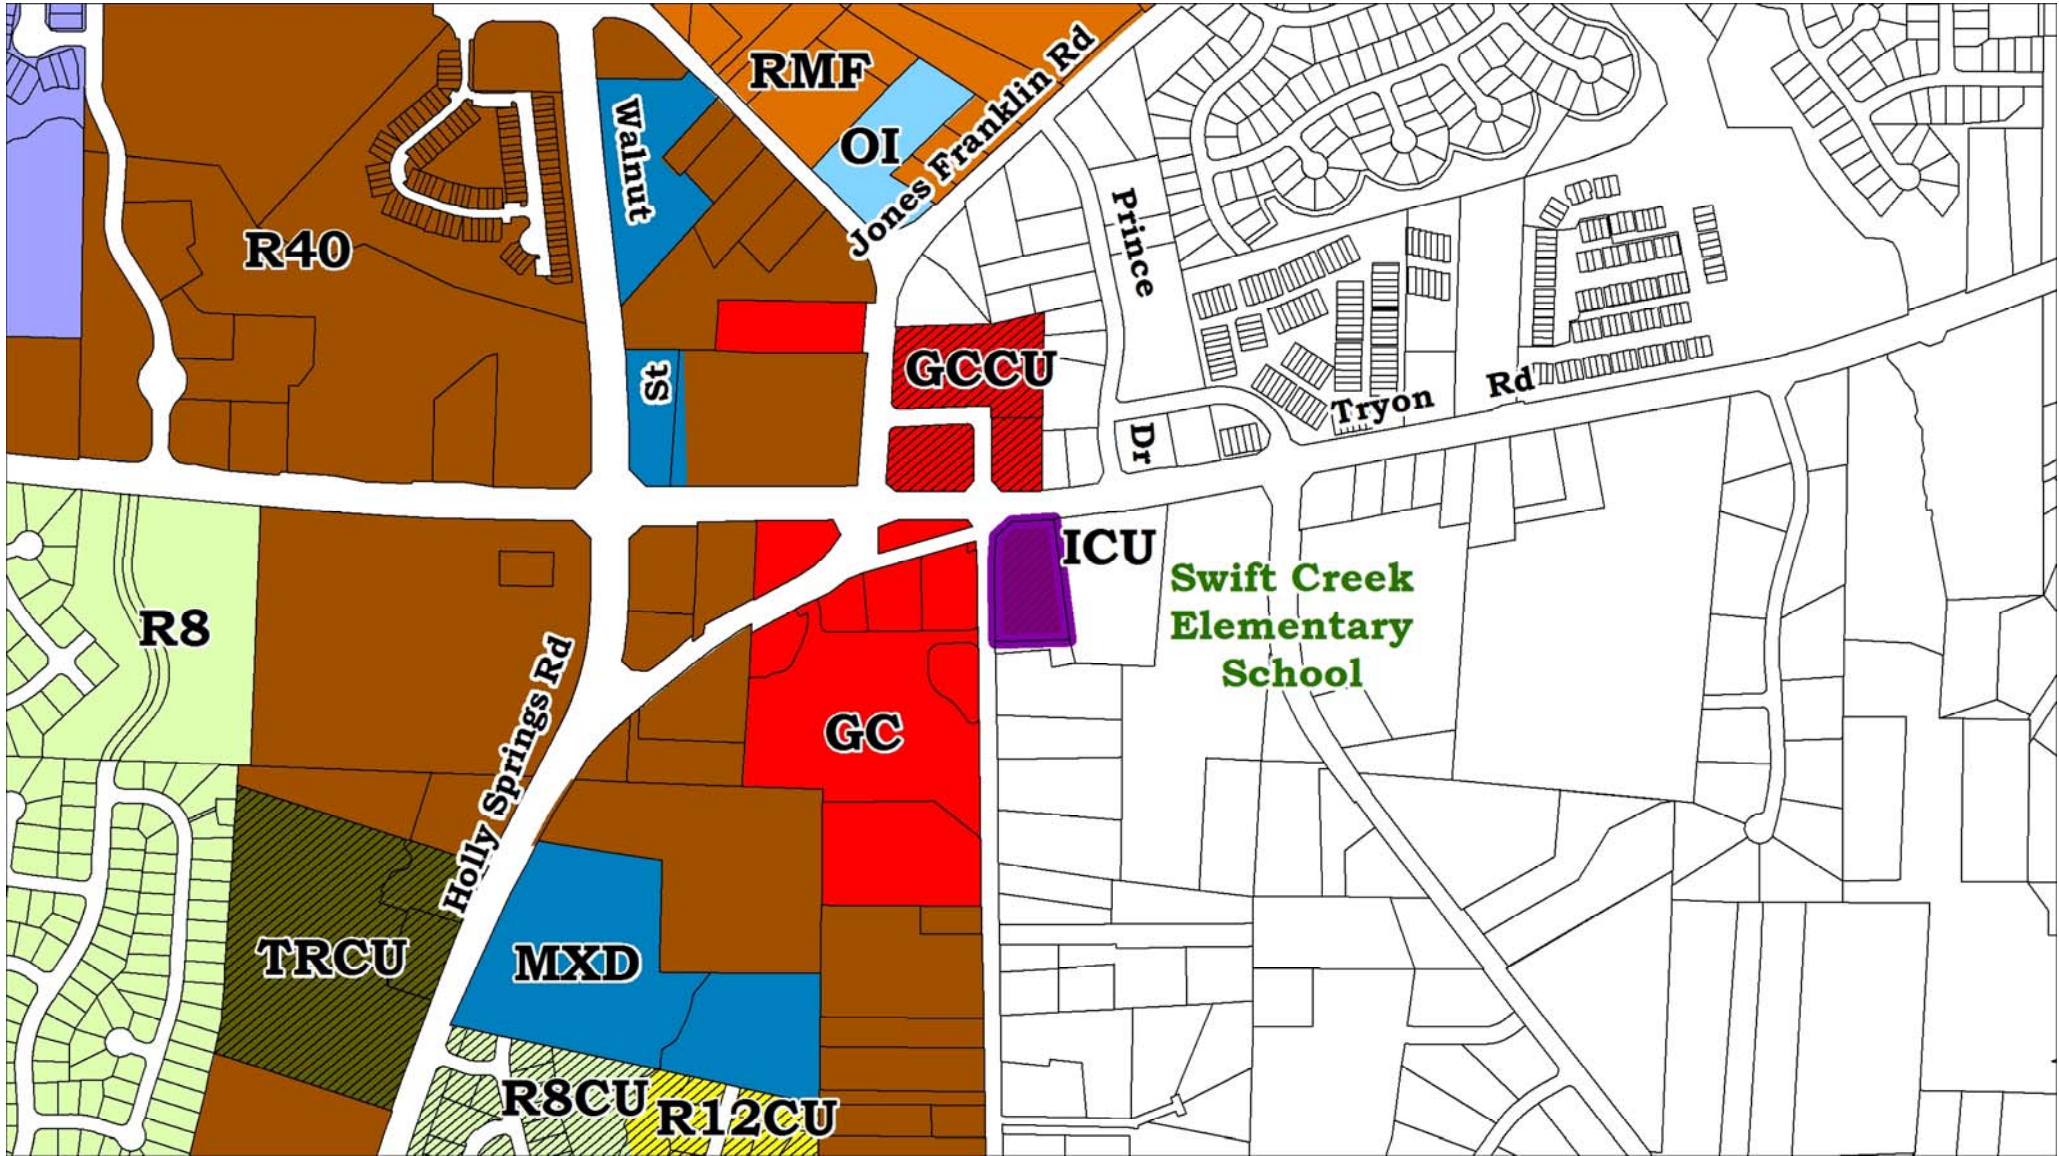 RMF
Jones Franklin Rd
OI
Walnut
R40
Prince
GCCU
St
Tryon Rd
Dr
ICU
Swift Creek
Elementary
School
R8
Holly Springs Rd
GC
TRCU
MXD
R8CU
R12CU